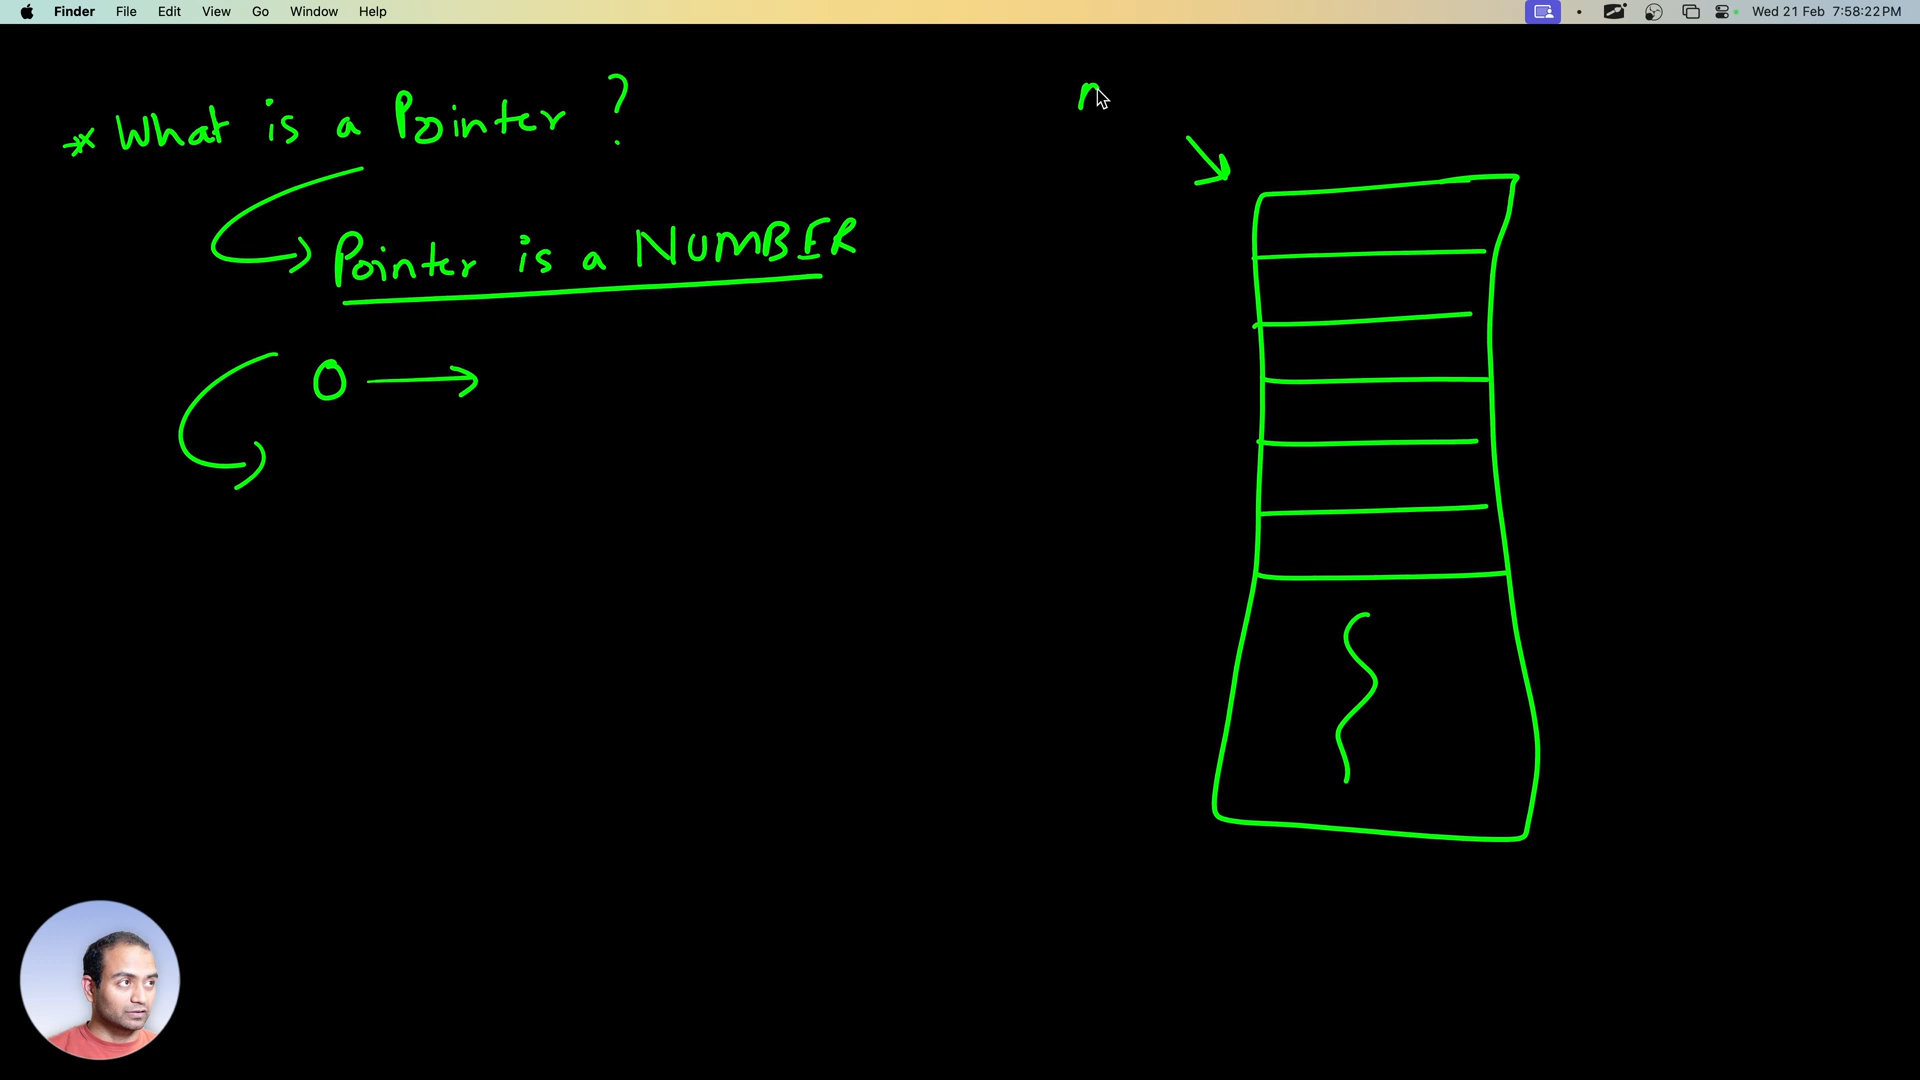 Finder File Edit View Go Window Help Wed 21 Feb 7:58:22 PM
* What is a Pointer ?
Pointer is a NUMBER
0 →